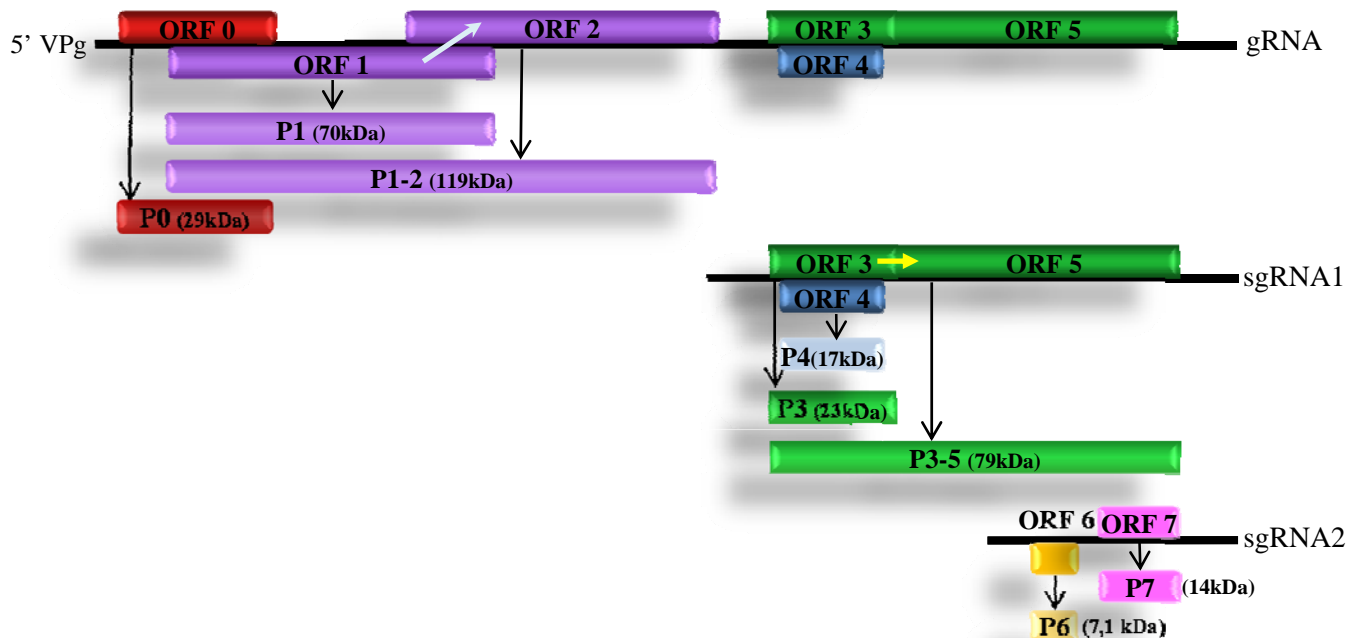 ORF 0 ORF 2 ORF 3 ORF 5
5’ VPg gRNA
ORF 1 ORF 4
P1 (70kDa)
P1-2 (119kDa)
P0 (29kDa)
ORF 3 ORF 5
sgRNA1
ORF 4
P4(17kDa)
P3 (23kDa)
P3-5 (79kDa)
ORF 6 ORF 7
sgRNA2
P7 (14kDa)
P6 (7,1 kDa)